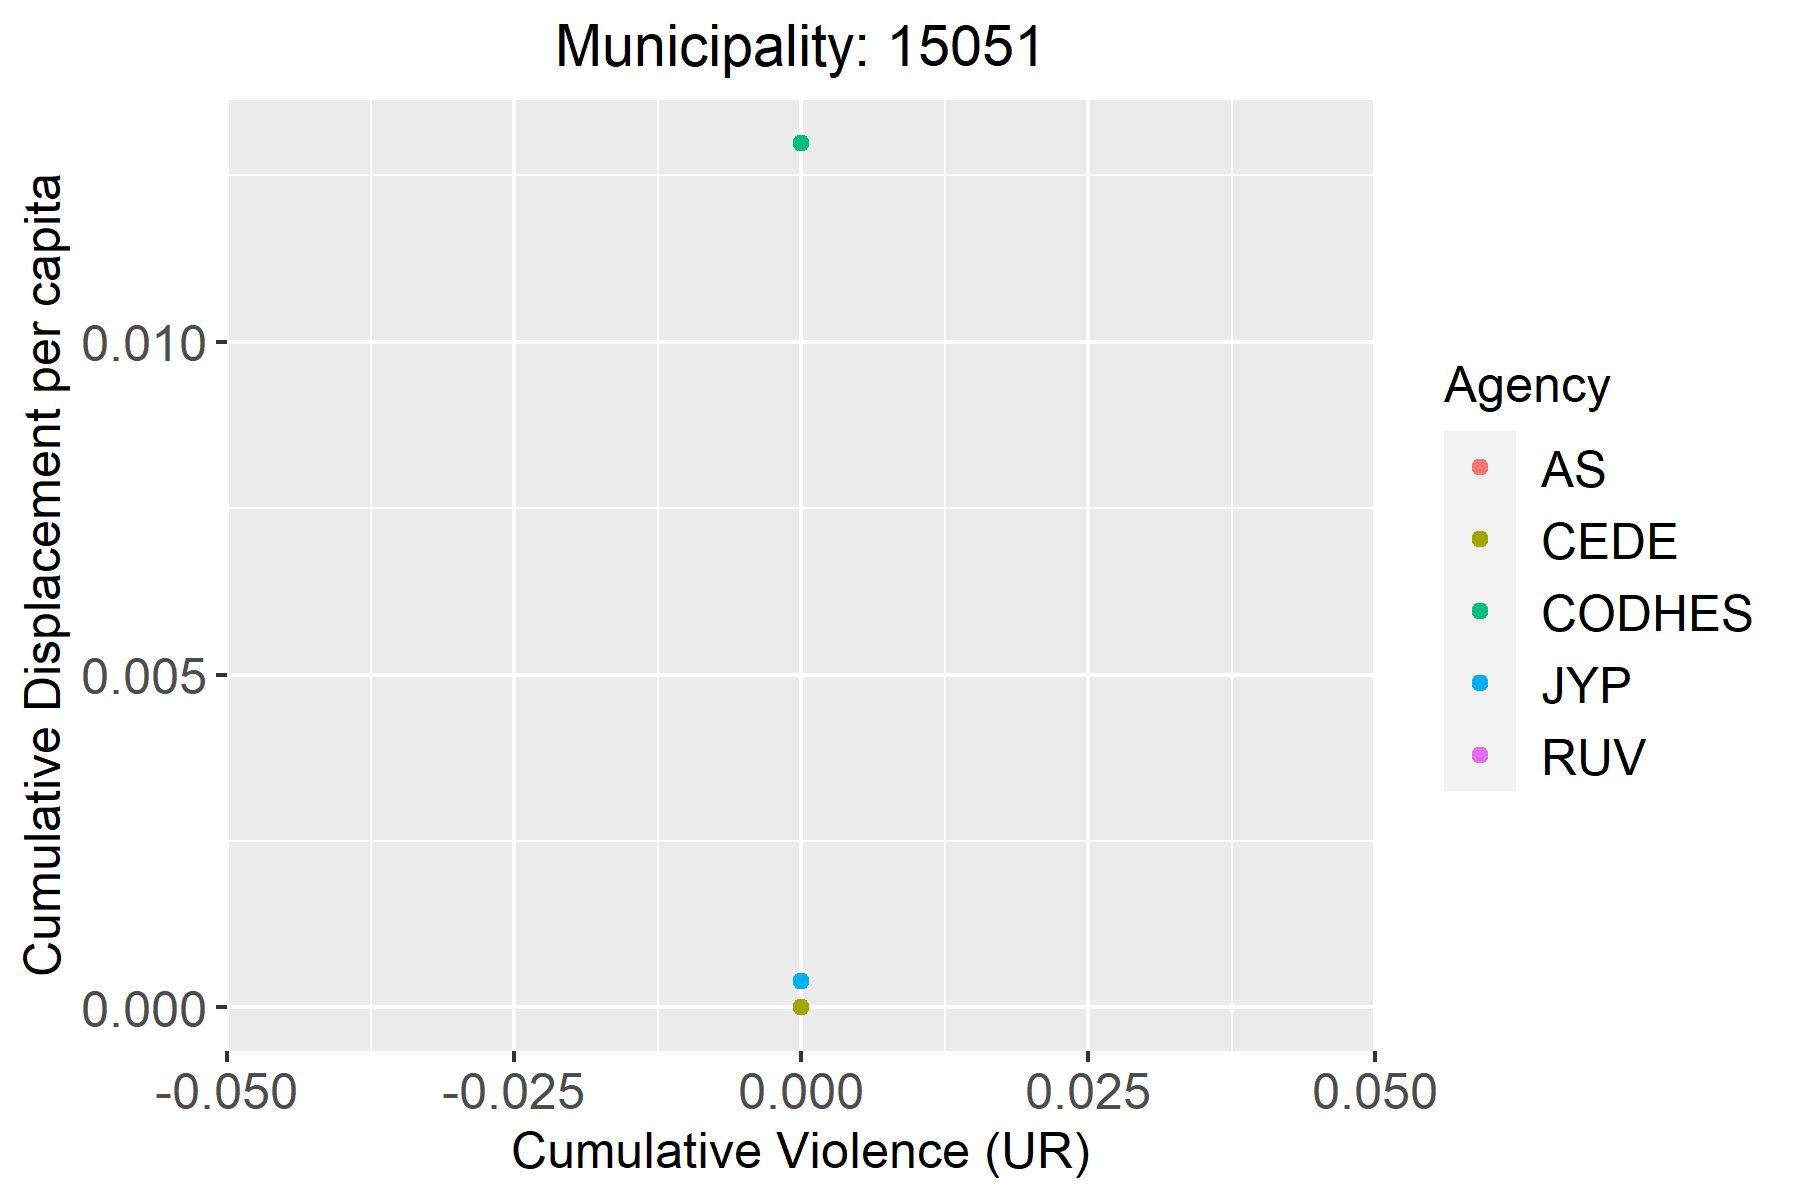 Municipality: 15051
Cumulative Displacement per capita
0.010
0.005
0.000
-0.050
-0.025
0.000
0.025
0.050
Cumulative Violence (UR)
Agency
AS
CEDE
CODHES
JYP
RUV